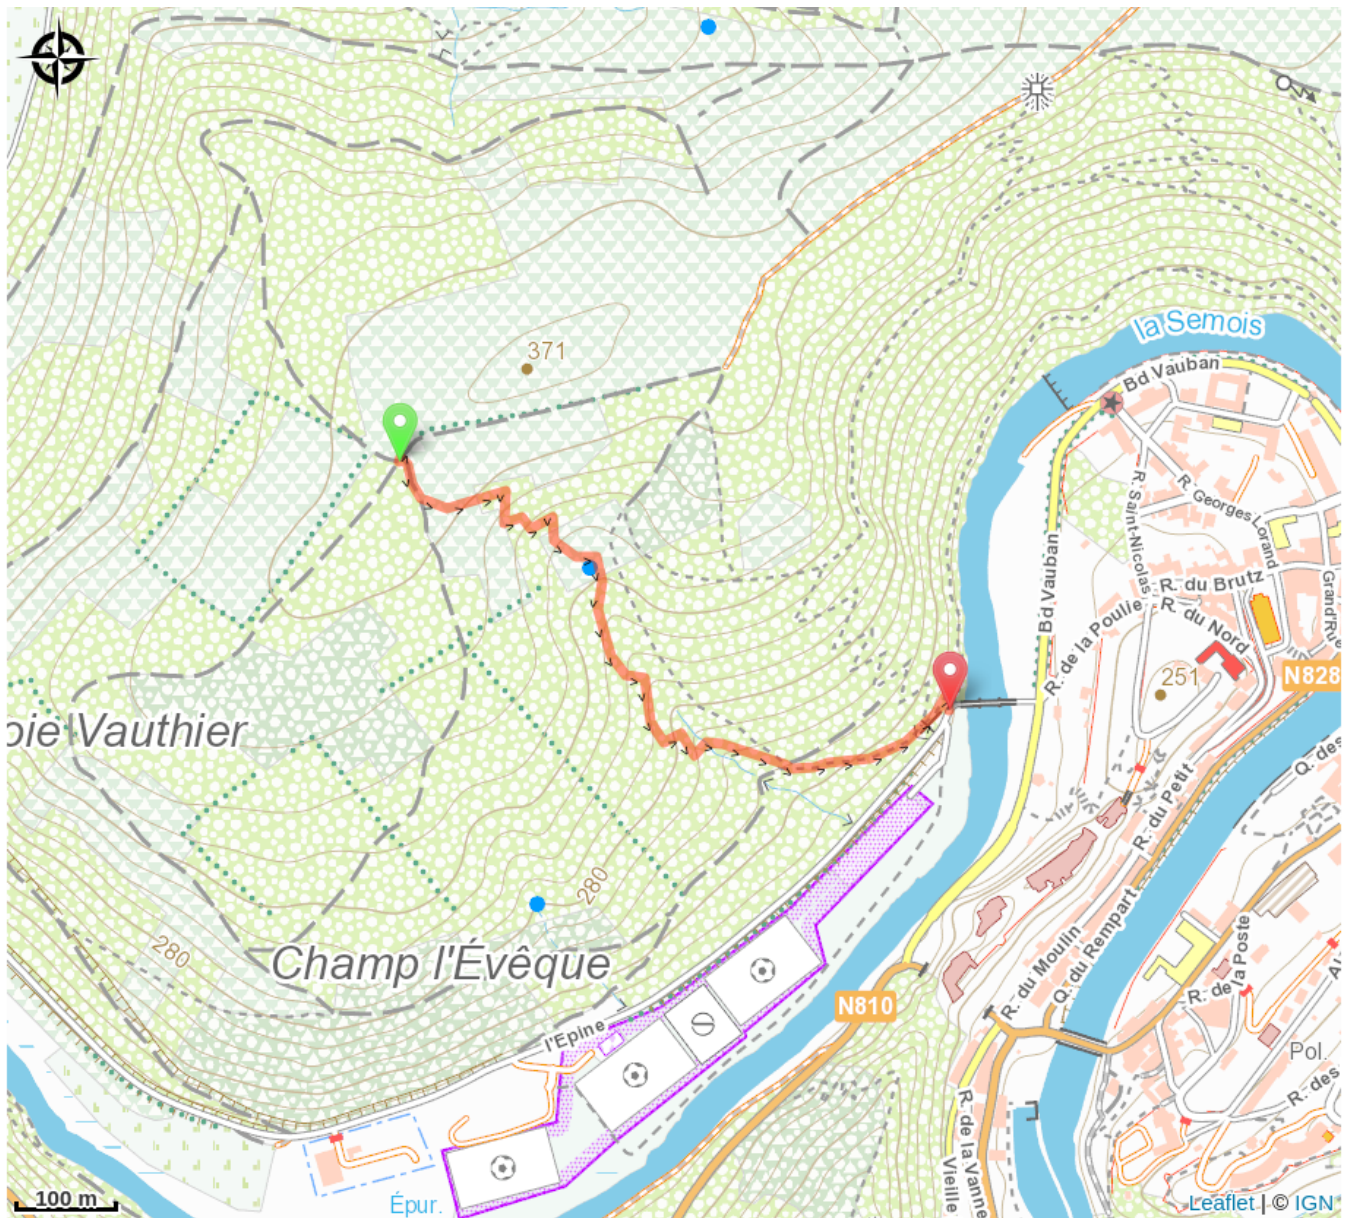 la Semois
Bd Vauban
371
R. Saint-Nicolas
R. Georges Lorand
Bd Vauban
R. du Brutz
R. de la Poulie
R. du Nord
Grand'Rue
251
N828
oie Vauthier
Q. des
R. du Petit
280
280
Champ l'Évêque
R. du Moulin
Q. du Rempart
R. de la Poste
N810
l'Epine
Pol.
R. des
R. de la Vanne
Vieille
100 m
Épur.
Leaflet | © IGN